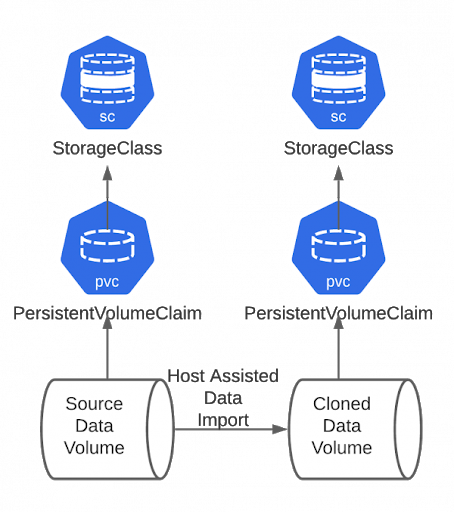 sc
sc
StorageClass
StorageClass
pvc
pvc
PersistentVolumeClaim
PersistentVolumeClaim
Host Assisted
Data
Import
Source
Data
Volume
Cloned
Data
Volume